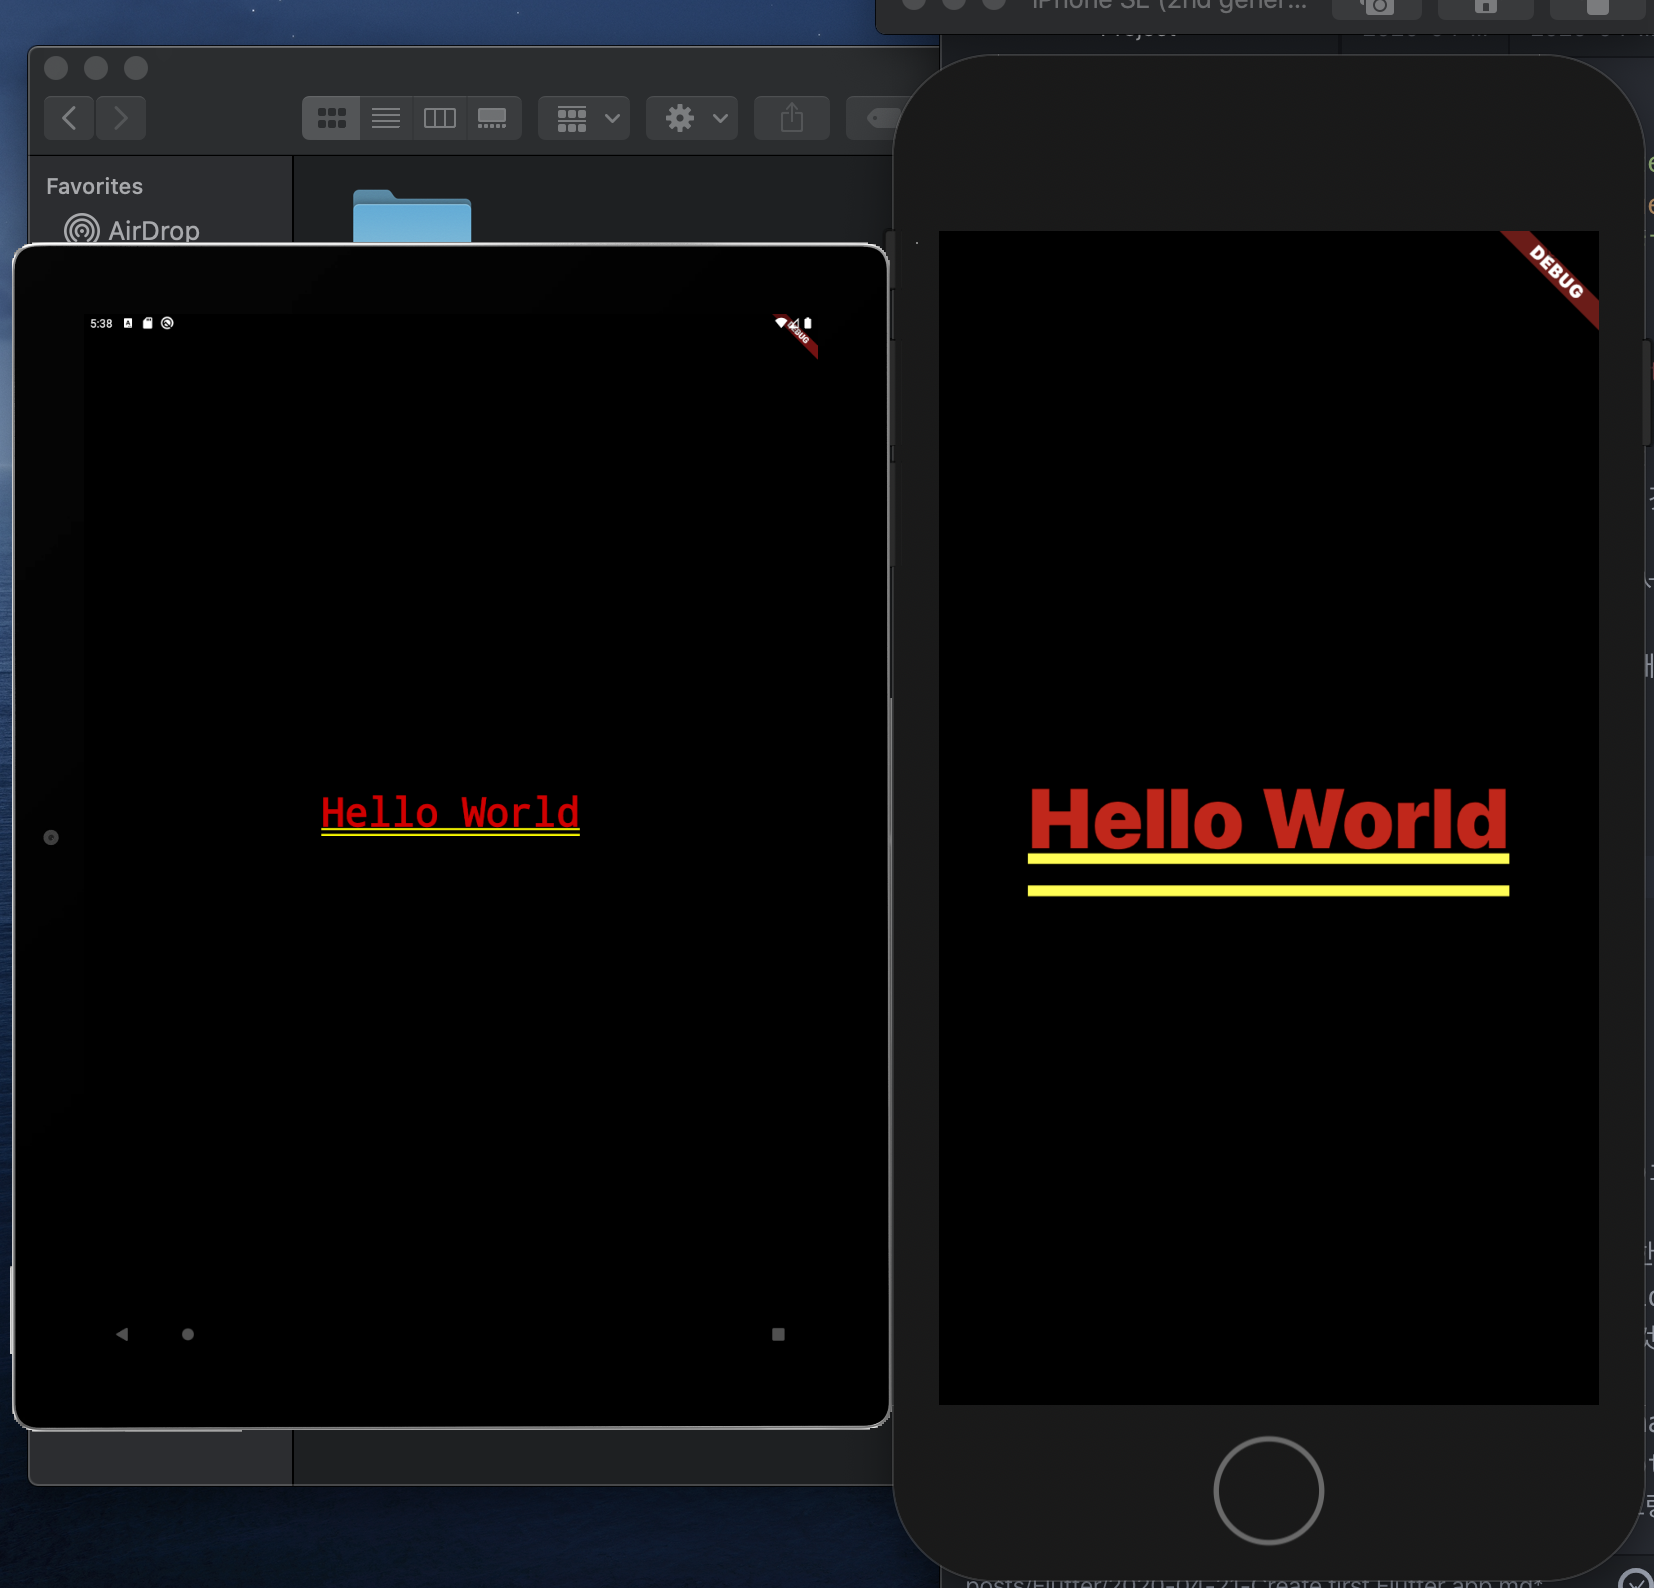 iPhone SE (2nd gener...
Project
Favorites
AirDrop
5:38
DEBUG
Hello World
DEBUG
Hello World
posts/Flutter/2020-04-21-Create first Flutter app.md*